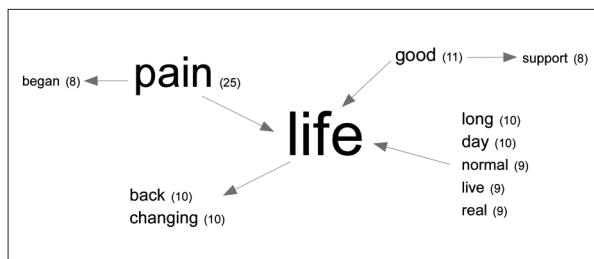 good (11)
support (8)
began (8)
pain (25)
life
long (10)
day (10)
normal (9)
live (9)
real (9)
back (10)
changing (10)